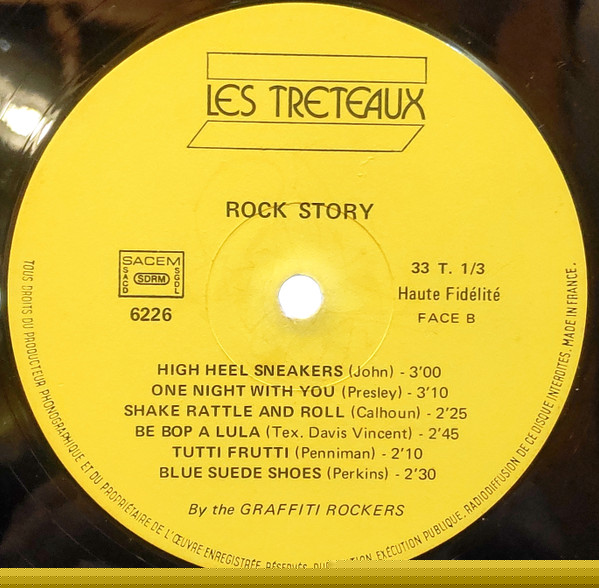 LES TRETEAUX
ROCK STORY
SACEM
SACD
SDRM
SGDL
6226
33 T. 1/3
Haute Fidélité
FACE B
HIGH HEEL SNEAKERS (John) - 3'00
ONE NIGHT WITH YOU (Presley) - 3'10
SHAKE RATTLE AND ROLL (Calhoun) - 2'25
BE BOP A LULA (Tex. Davis Vincent) - 2'45
TUTTI FRUTTI (Penniman) - 2'10
BLUE SUEDE SHOES (Perkins) - 2'30
By the GRAFFITI ROCKERS
TOUS DROITS DU PRODUCTEUR PHONOGRAPHIQUE ET DU PROPRIÉTAIRE DE L'ŒUVRE ENREGISTRÉE RÉSERVÉS EXÉCUTION PUBLIQUE, RADIODIFFUSION DE CE DISQUE INTERDITES. MADE IN FRANCE.